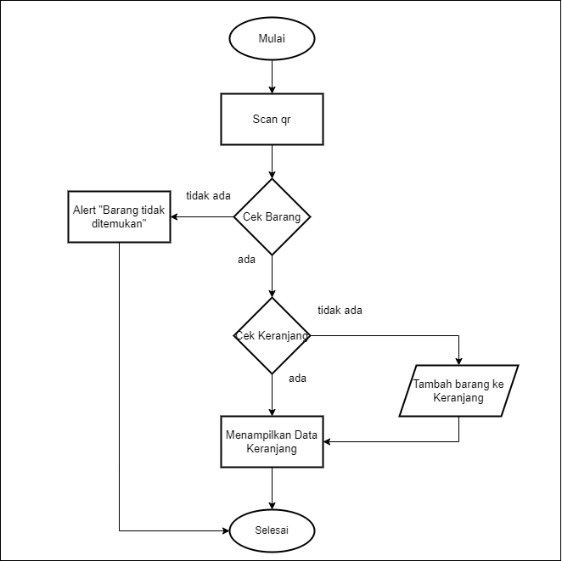 Mulai
Scan qr
tidak ada
Alert "Barang tidak
ditemukan"
Cek Barang
ada
tidak ada
Cek Keranjang
ada
Tambah barang ke
Keranjang
Menampilkan Data
Keranjang
Selesai